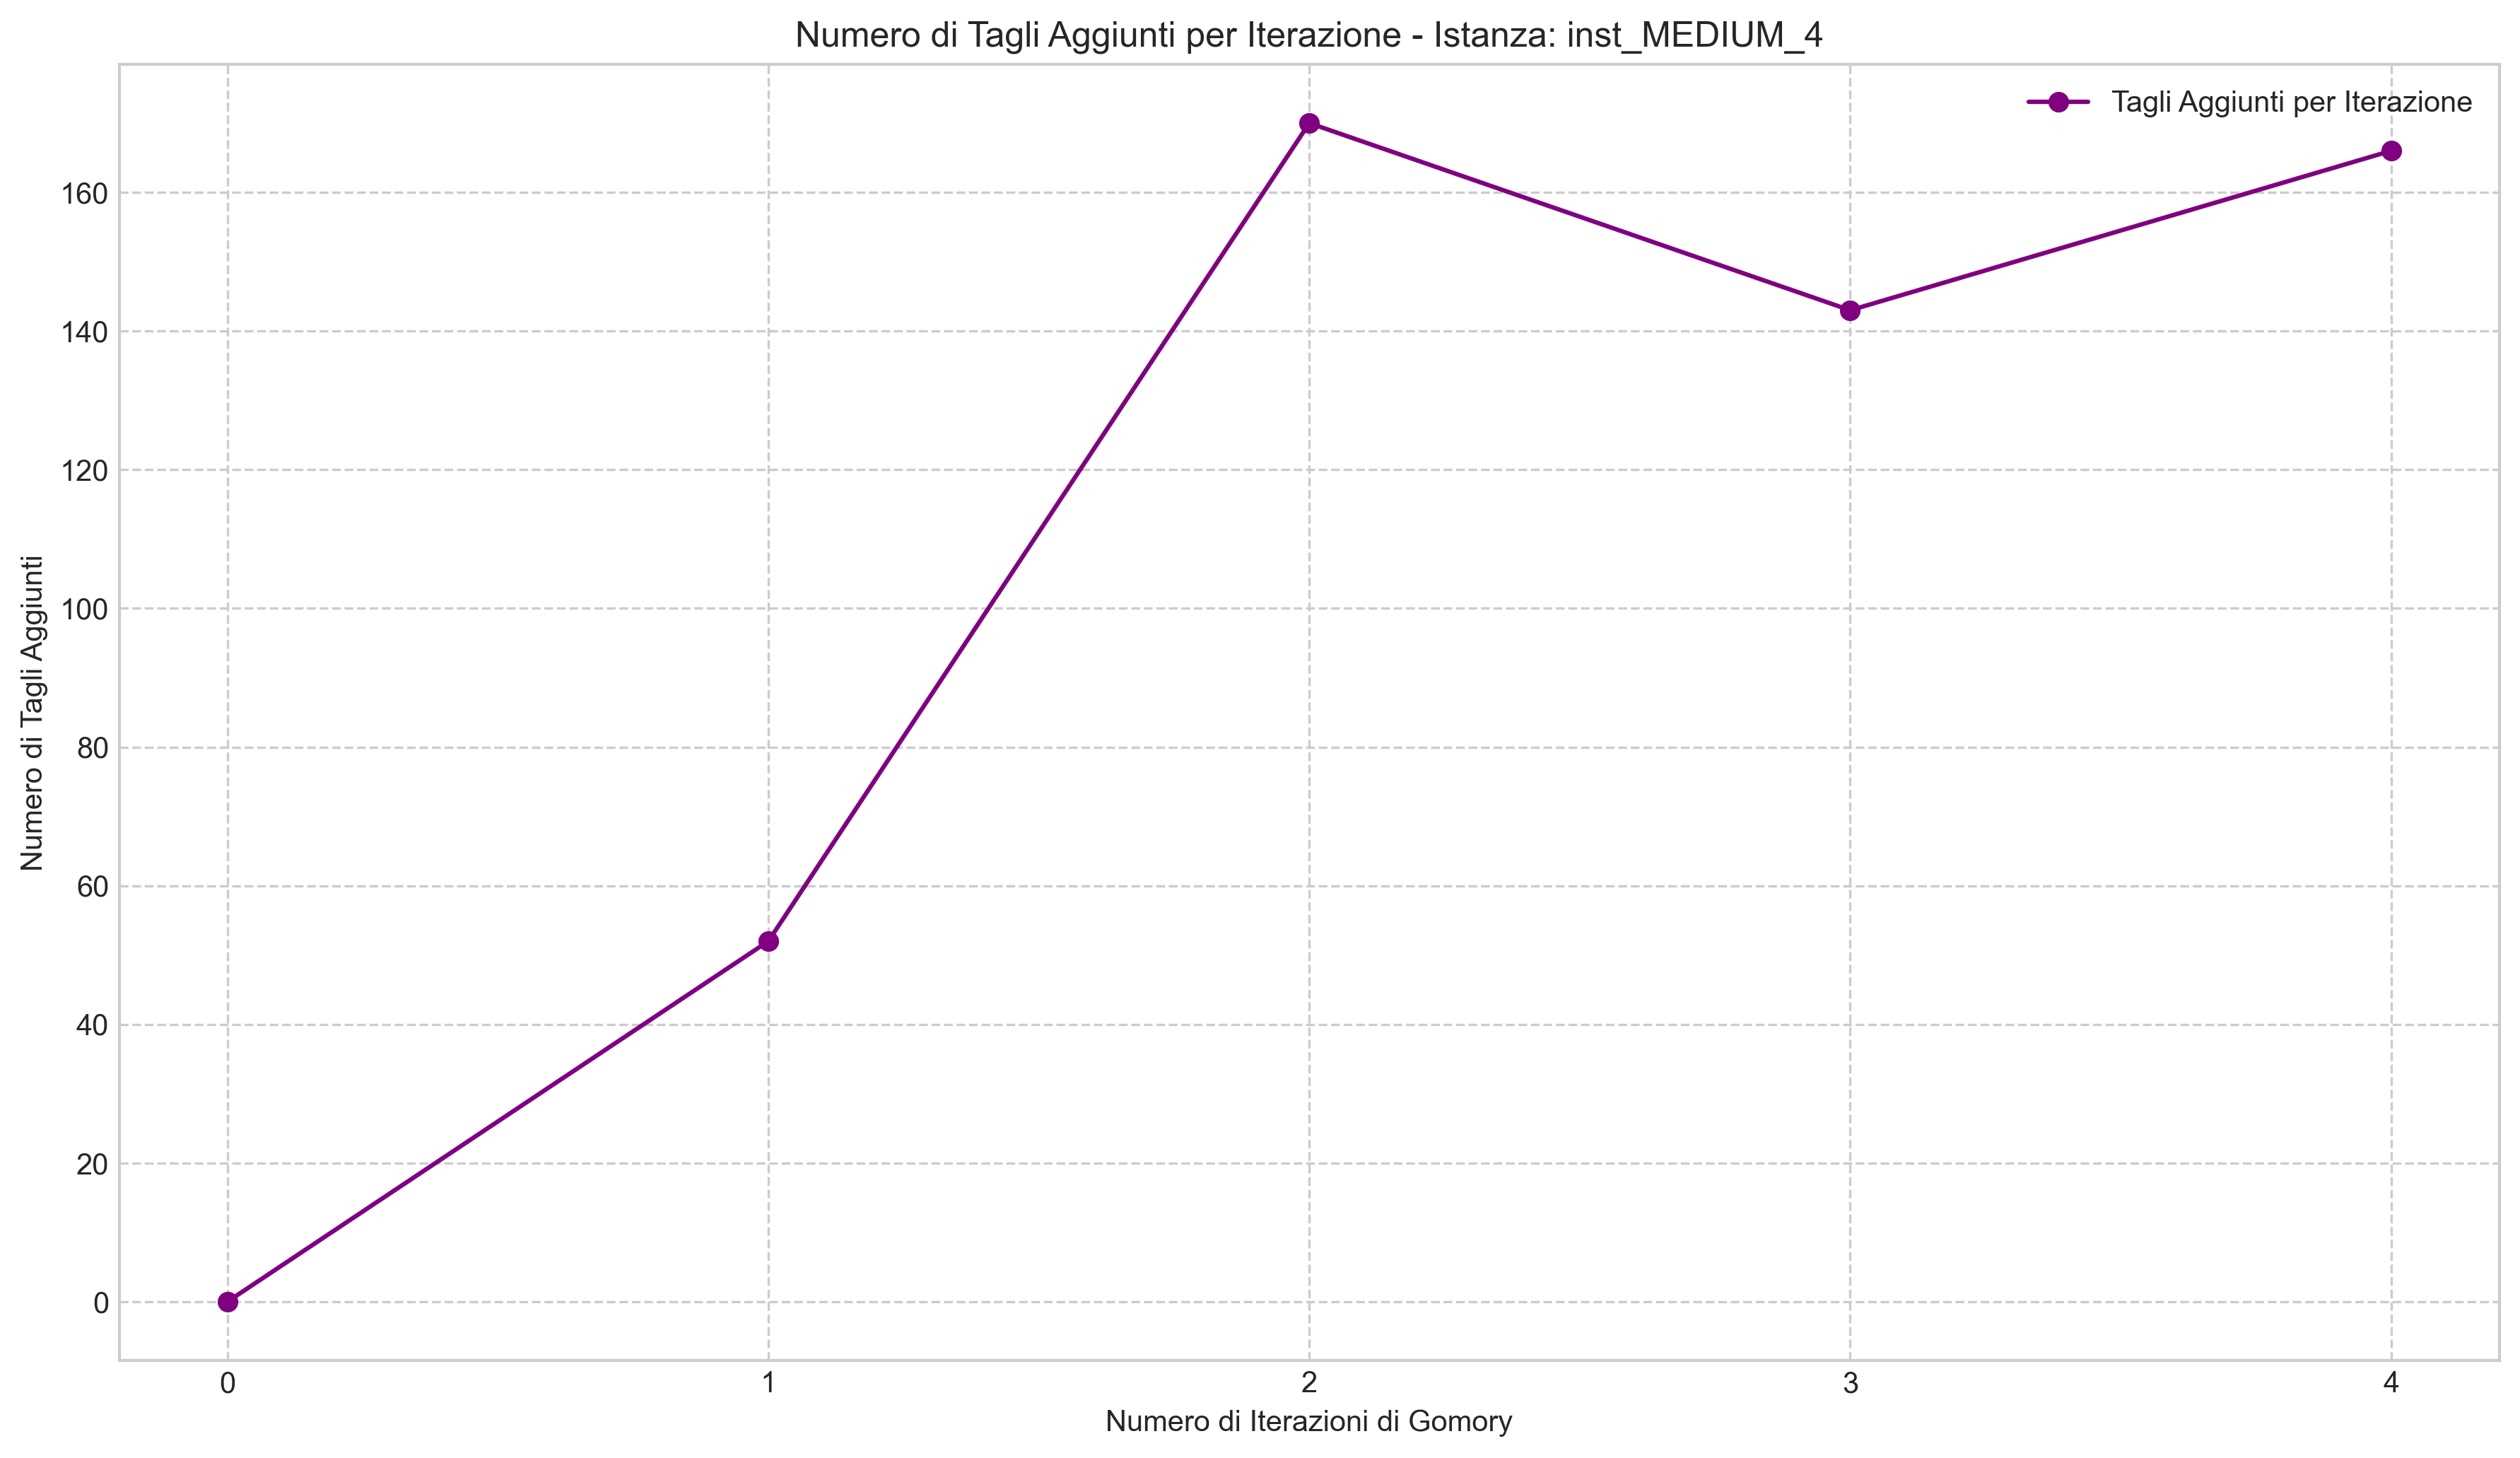 Numero di Tagli Aggiunti per Iterazione - Istanza: inst_MEDIUM_4
Tagli Aggiunti per Iterazione
Numero di Tagli Aggiunti
160
140
120
100
80
60
40
20
0
0 1 2 3 4
Numero di Iterazioni di Gomory